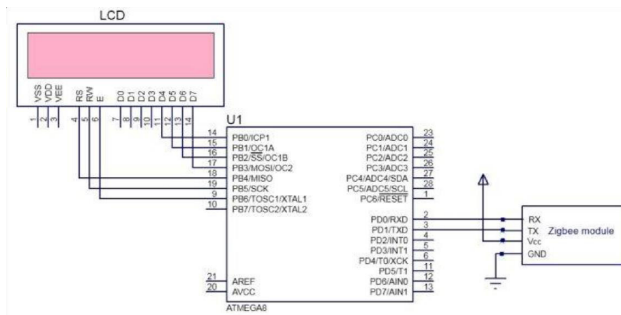 LCD
VSS
VDD
VEE
RS
RW
E
D0
D1
D2
D3
D4
D5
D6
D7
1
2
3
4
5
6
7
8
9
10
11
12
13
14
U1
14 PB0/ICP1
15 PB1/OC1A
16 PB2/SS/OC1B
17 PB3/MOSI/OC2
18 PB4/MISO
19 PB5/SCK
9 PB6/TOSC1/XTAL1
10 PB7/TOSC2/XTAL2
21 AREF
20 AVCC
PC0/ADC0 23
PC1/ADC1 24
PC2/ADC2 25
PC3/ADC3 26
PC4/ADC4/SDA 27
PC5/ADC5/SCL 28
PC6/RESET 1
PD0/RXD 2
PD1/TXD 3
PD2/INT0 4
PD3/INT1 5
PD4/T0/XCK 6
PD5/T1 11
PD6/AIN0 12
PD7/AIN1 13
ATMEGA8
RX
TX
Vcc
GND
Zigbee module